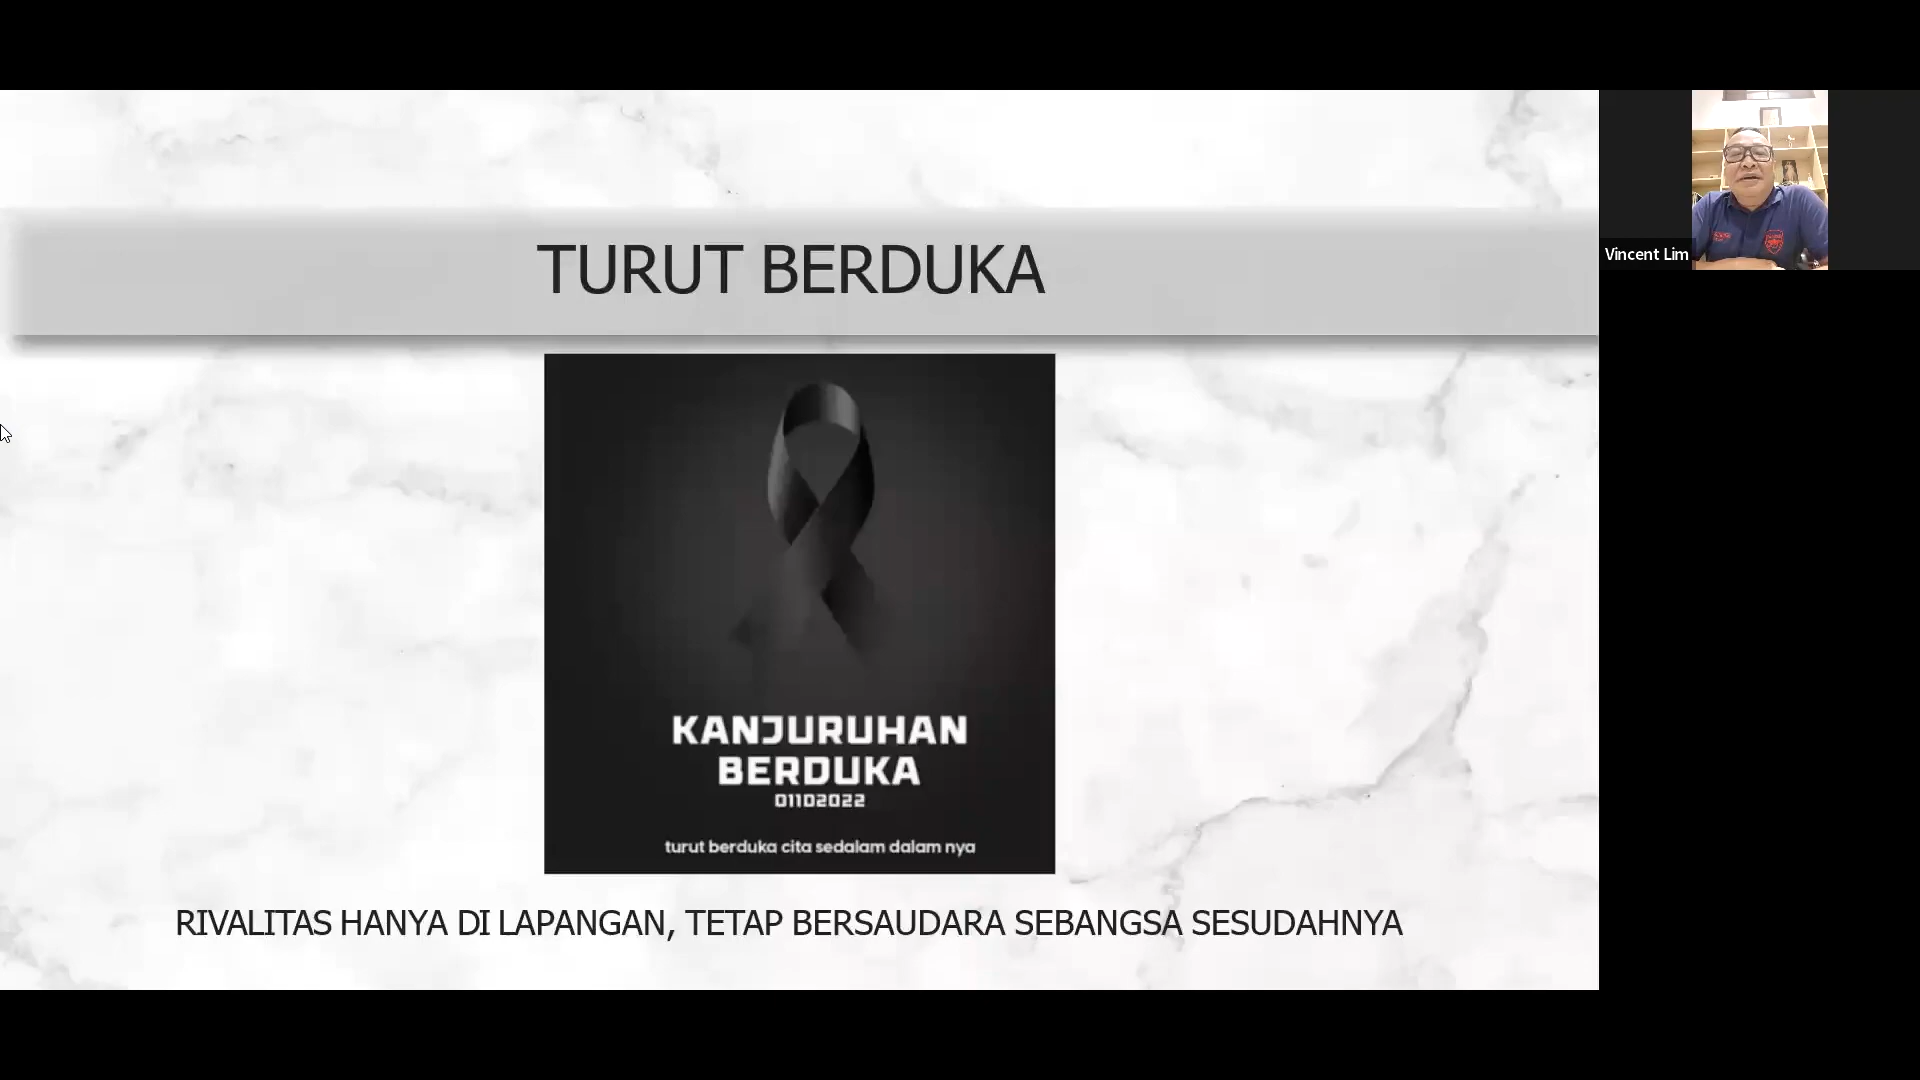 TURUT BERDUKA
KANJURUHAN
BERDUKA
01102022
turut berduka cita sedalam dalam nya
RIVALITAS HANYA DI LAPANGAN, TETAP BERSAUDARA SEBANGSA SESUDAHNYA
Vincent Lim